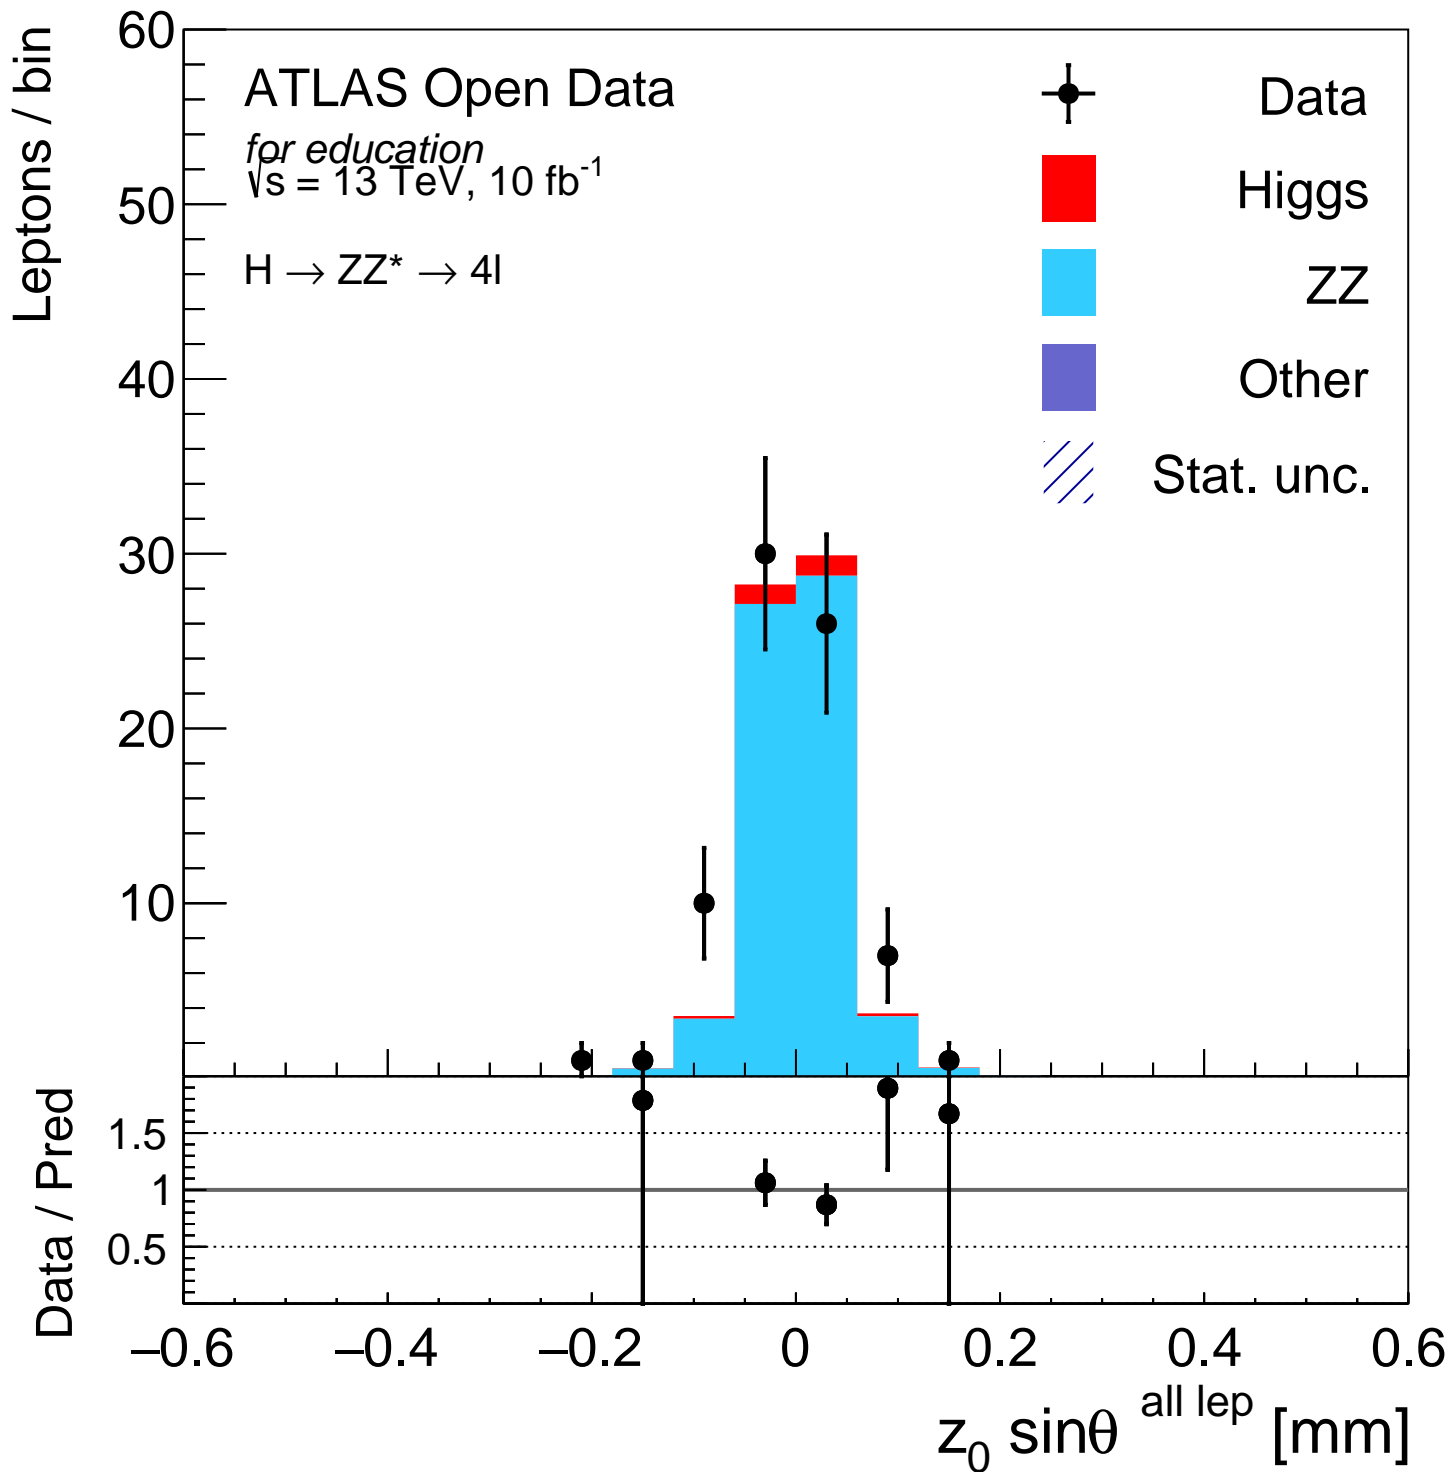 Leptons / bin
60
50
40
30
20
10
ATLAS Open Data
for education
√s = 13 TeV, 10 fb⁻¹
H → ZZ* → 4l
Data
Higgs
ZZ
Other
Stat. unc.
Data / Pred
1.5
1
0.5
−0.6 −0.4 −0.2 0 0.2 0.4 0.6
z₀ sinθ all lep [mm]